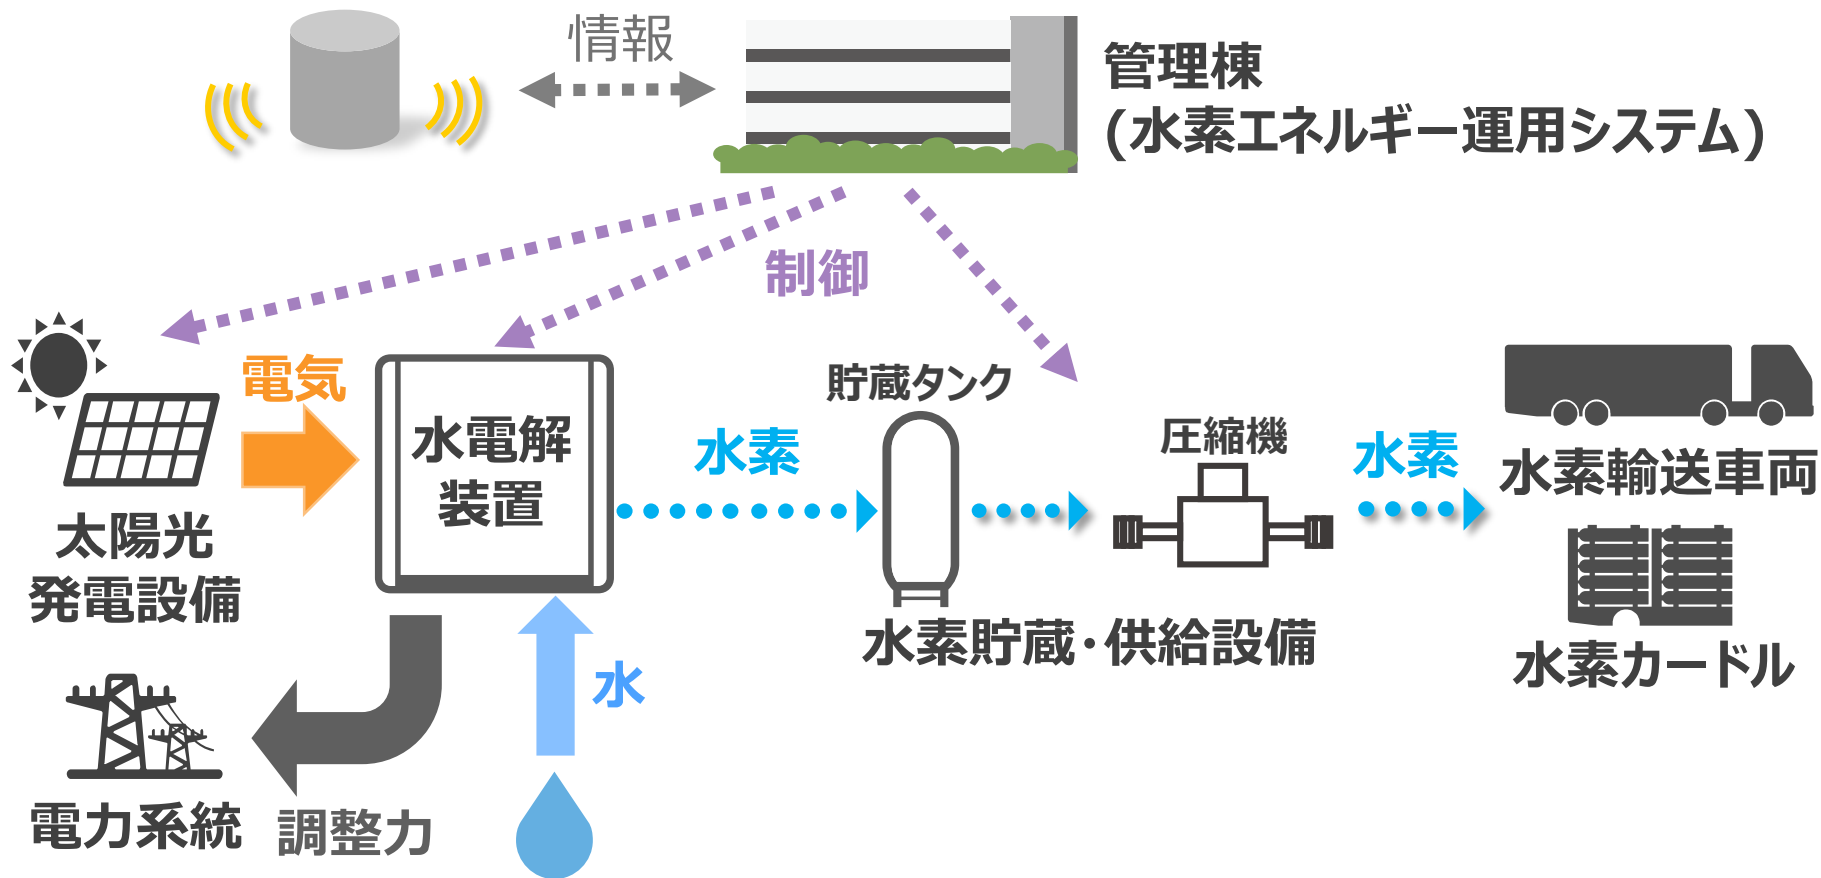 情報
管理棟
(水素エネルギー運用システム)
制御
電気
水電解
装置
太陽光
発電設備
水素
貯蔵タンク
圧縮機
水素
水素輸送車両
水素貯蔵・供給設備
水素カードル
水
電力系統
調整力